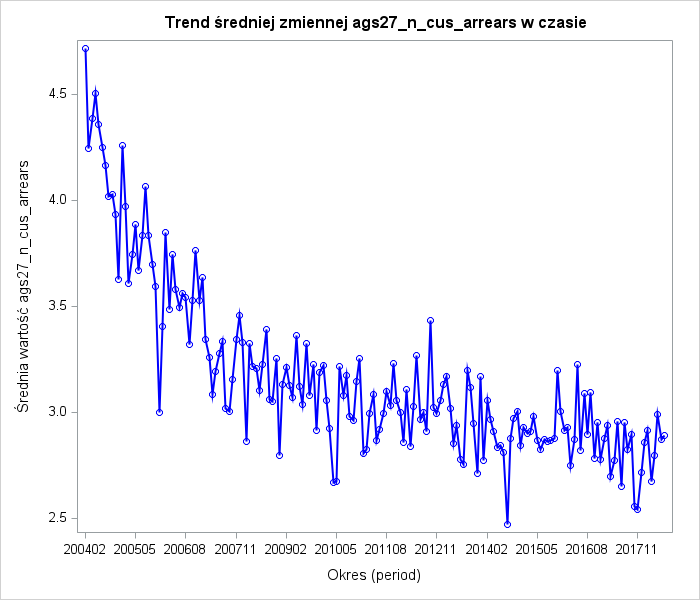 Trend średniej zmiennej ags27_n_cus_arrears w czasie
Średnia wartość ags27_n_cus_arrears
4.5
4.0
3.5
3.0
2.5
200402 200505 200608 200711 200902 201005 201108 201211 201402 201505 201608 201711
Okres (period)